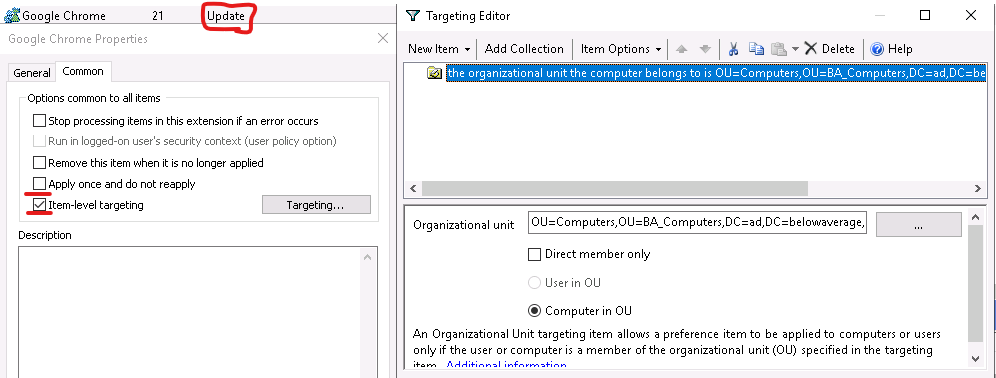 Google Chrome 21 Update
Google Chrome Properties
General Common
Options common to all items
Stop processing items in this extension if an error occurs
Run in logged-on user's security context (user policy option)
Remove this item when it is no longer applied
Apply once and do not reapply
Item-level targeting Targeting...
Description
Targeting Editor
New Item Add Collection Item Options Delete Help
the organizational unit the computer belongs to is OU=Computers,OU=BA_Computers,DC=ad,DC=be
Organizational unit OU=Computers,OU=BA_Computers,DC=ad,DC=belowaverage, ...
Direct member only
User in OU
Computer in OU
An Organizational Unit targeting item allows a preference item to be applied to computers or users
only if the user or computer is a member of the organizational unit (OU) specified in the targeting
item. Additional information